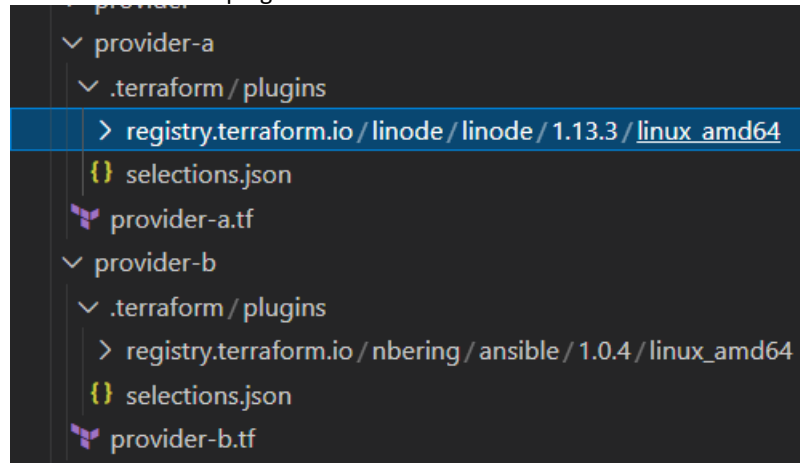 provider-a
.terraform / plugins
registry.terraform.io / linode / linode / 1.13.3 / linux_amd64
{} selections.json
provider-a.tf
provider-b
.terraform / plugins
registry.terraform.io / nbering / ansible / 1.0.4 / linux_amd64
{} selections.json
provider-b.tf